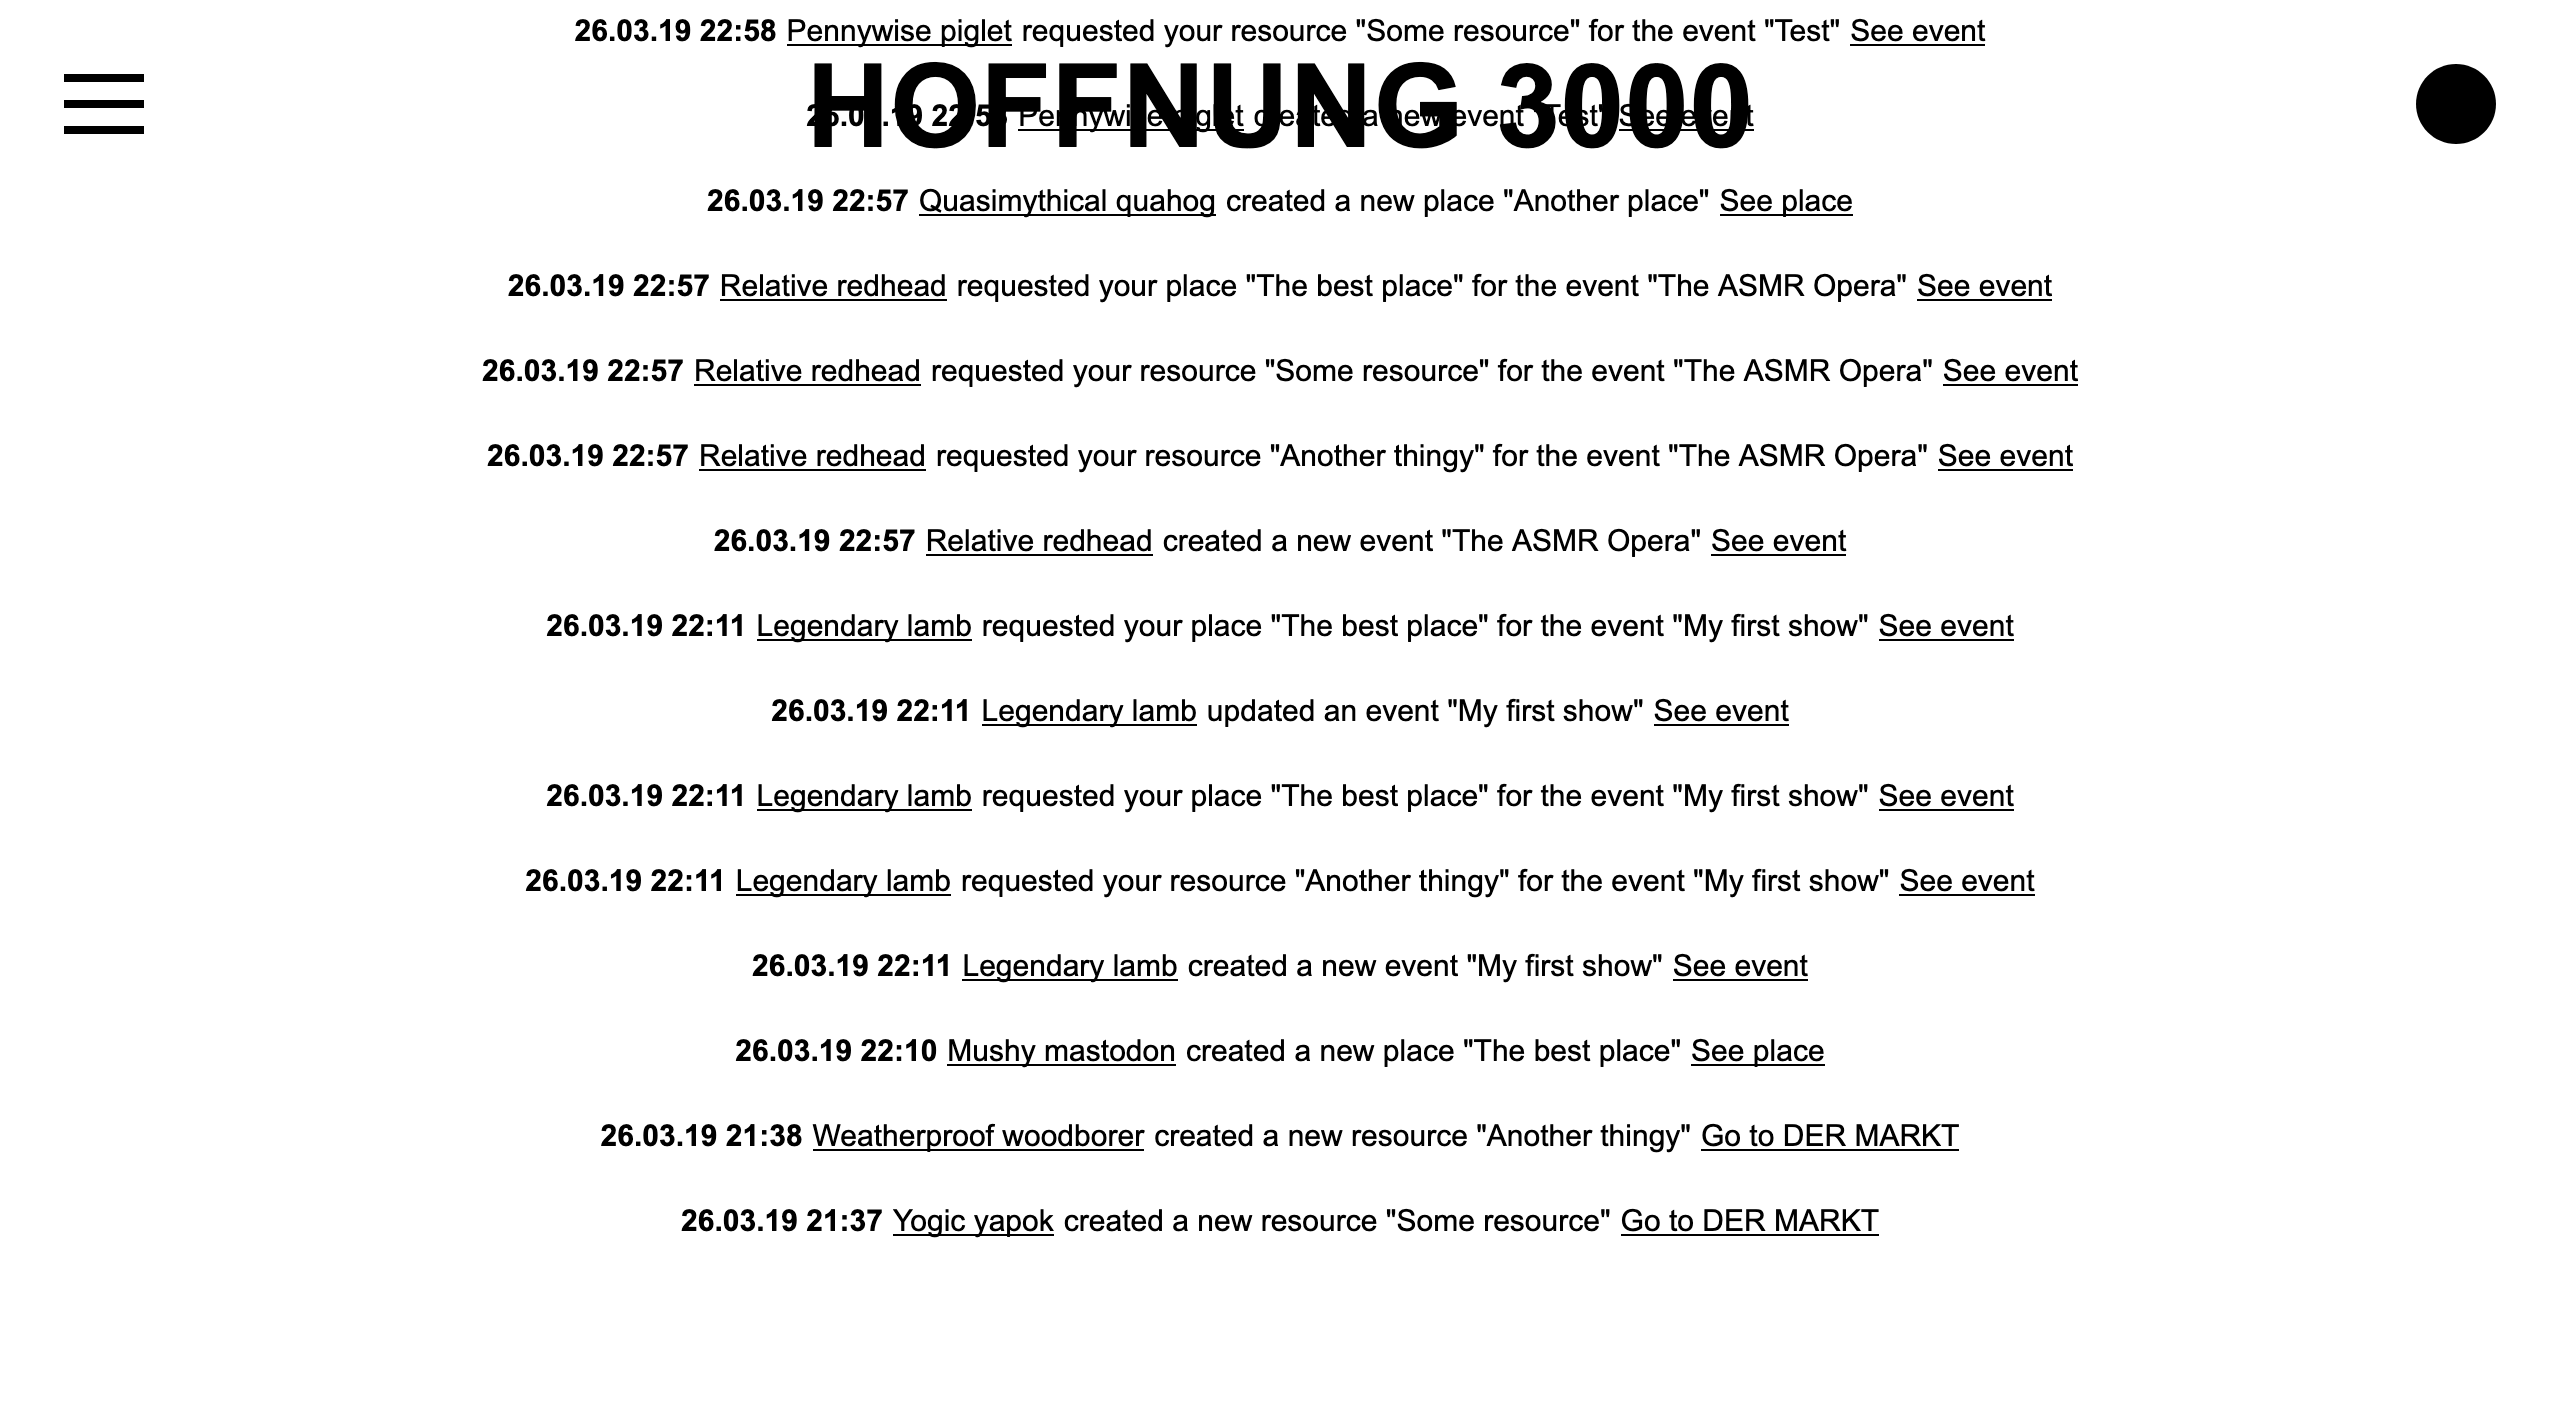 26.03.19 22:58 Pennywise piglet requested your resource "Some resource" for the event "Test" See event
HOFFNUNG 3000
Pennywise piglet created a new event "Test" See event
26.03.19 22:57 Quasimythical quahog created a new place "Another place" See place
26.03.19 22:57 Relative redhead requested your place "The best place" for the event "The ASMR Opera" See event
26.03.19 22:57 Relative redhead requested your resource "Some resource" for the event "The ASMR Opera" See event
26.03.19 22:57 Relative redhead requested your resource "Another thingy" for the event "The ASMR Opera" See event
26.03.19 22:57 Relative redhead created a new event "The ASMR Opera" See event
26.03.19 22:11 Legendary lamb requested your place "The best place" for the event "My first show" See event
26.03.19 22:11 Legendary lamb updated an event "My first show" See event
26.03.19 22:11 Legendary lamb requested your place "The best place" for the event "My first show" See event
26.03.19 22:11 Legendary lamb requested your resource "Another thingy" for the event "My first show" See event
26.03.19 22:11 Legendary lamb created a new event "My first show" See event
26.03.19 22:10 Mushy mastodon created a new place "The best place" See place
26.03.19 21:38 Weatherproof woodborer created a new resource "Another thingy" Go to DER MARKT
26.03.19 21:37 Yogic yapok created a new resource "Some resource" Go to DER MARKT